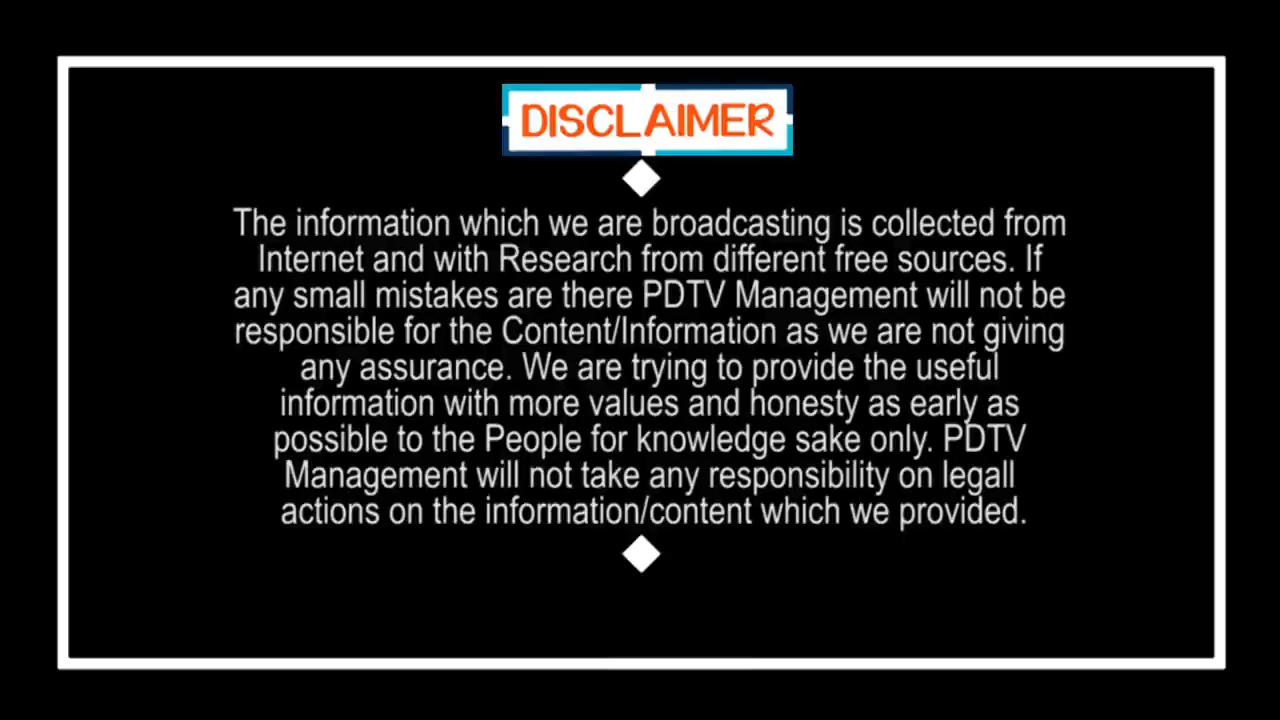 DISCLAIMER
The information which we are broadcasting is collected from
Internet and with Research from different free sources. If
any small mistakes are there PDTV Management will not be
responsible for the Content/Information as we are not giving
any assurance. We are trying to provide the useful
information with more values and honesty as early as
possible to the People for knowledge sake only. PDTV
Management will not take any responsibility on legall
actions on the information/content which we provided.